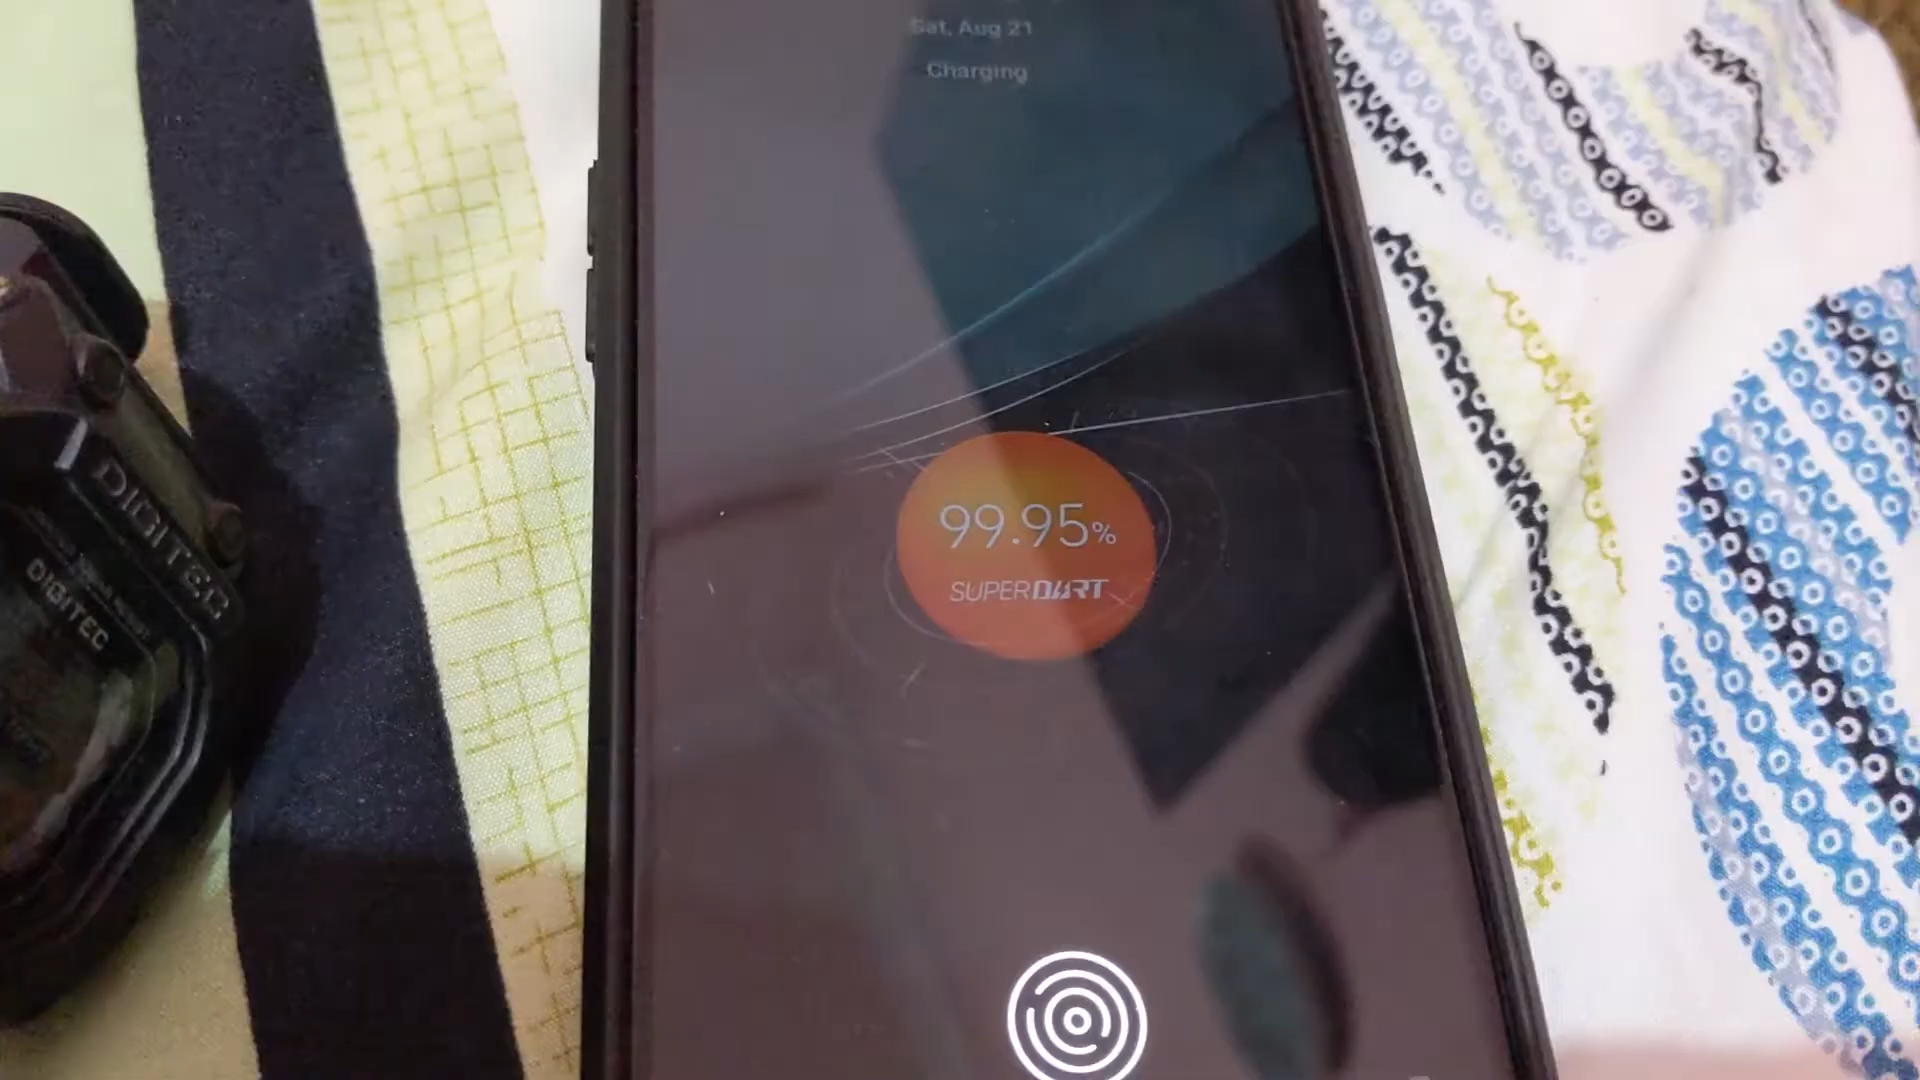 Sat, Aug 21
Charging
99.95%
SUPERDART
DIGITEC
DIGITEC